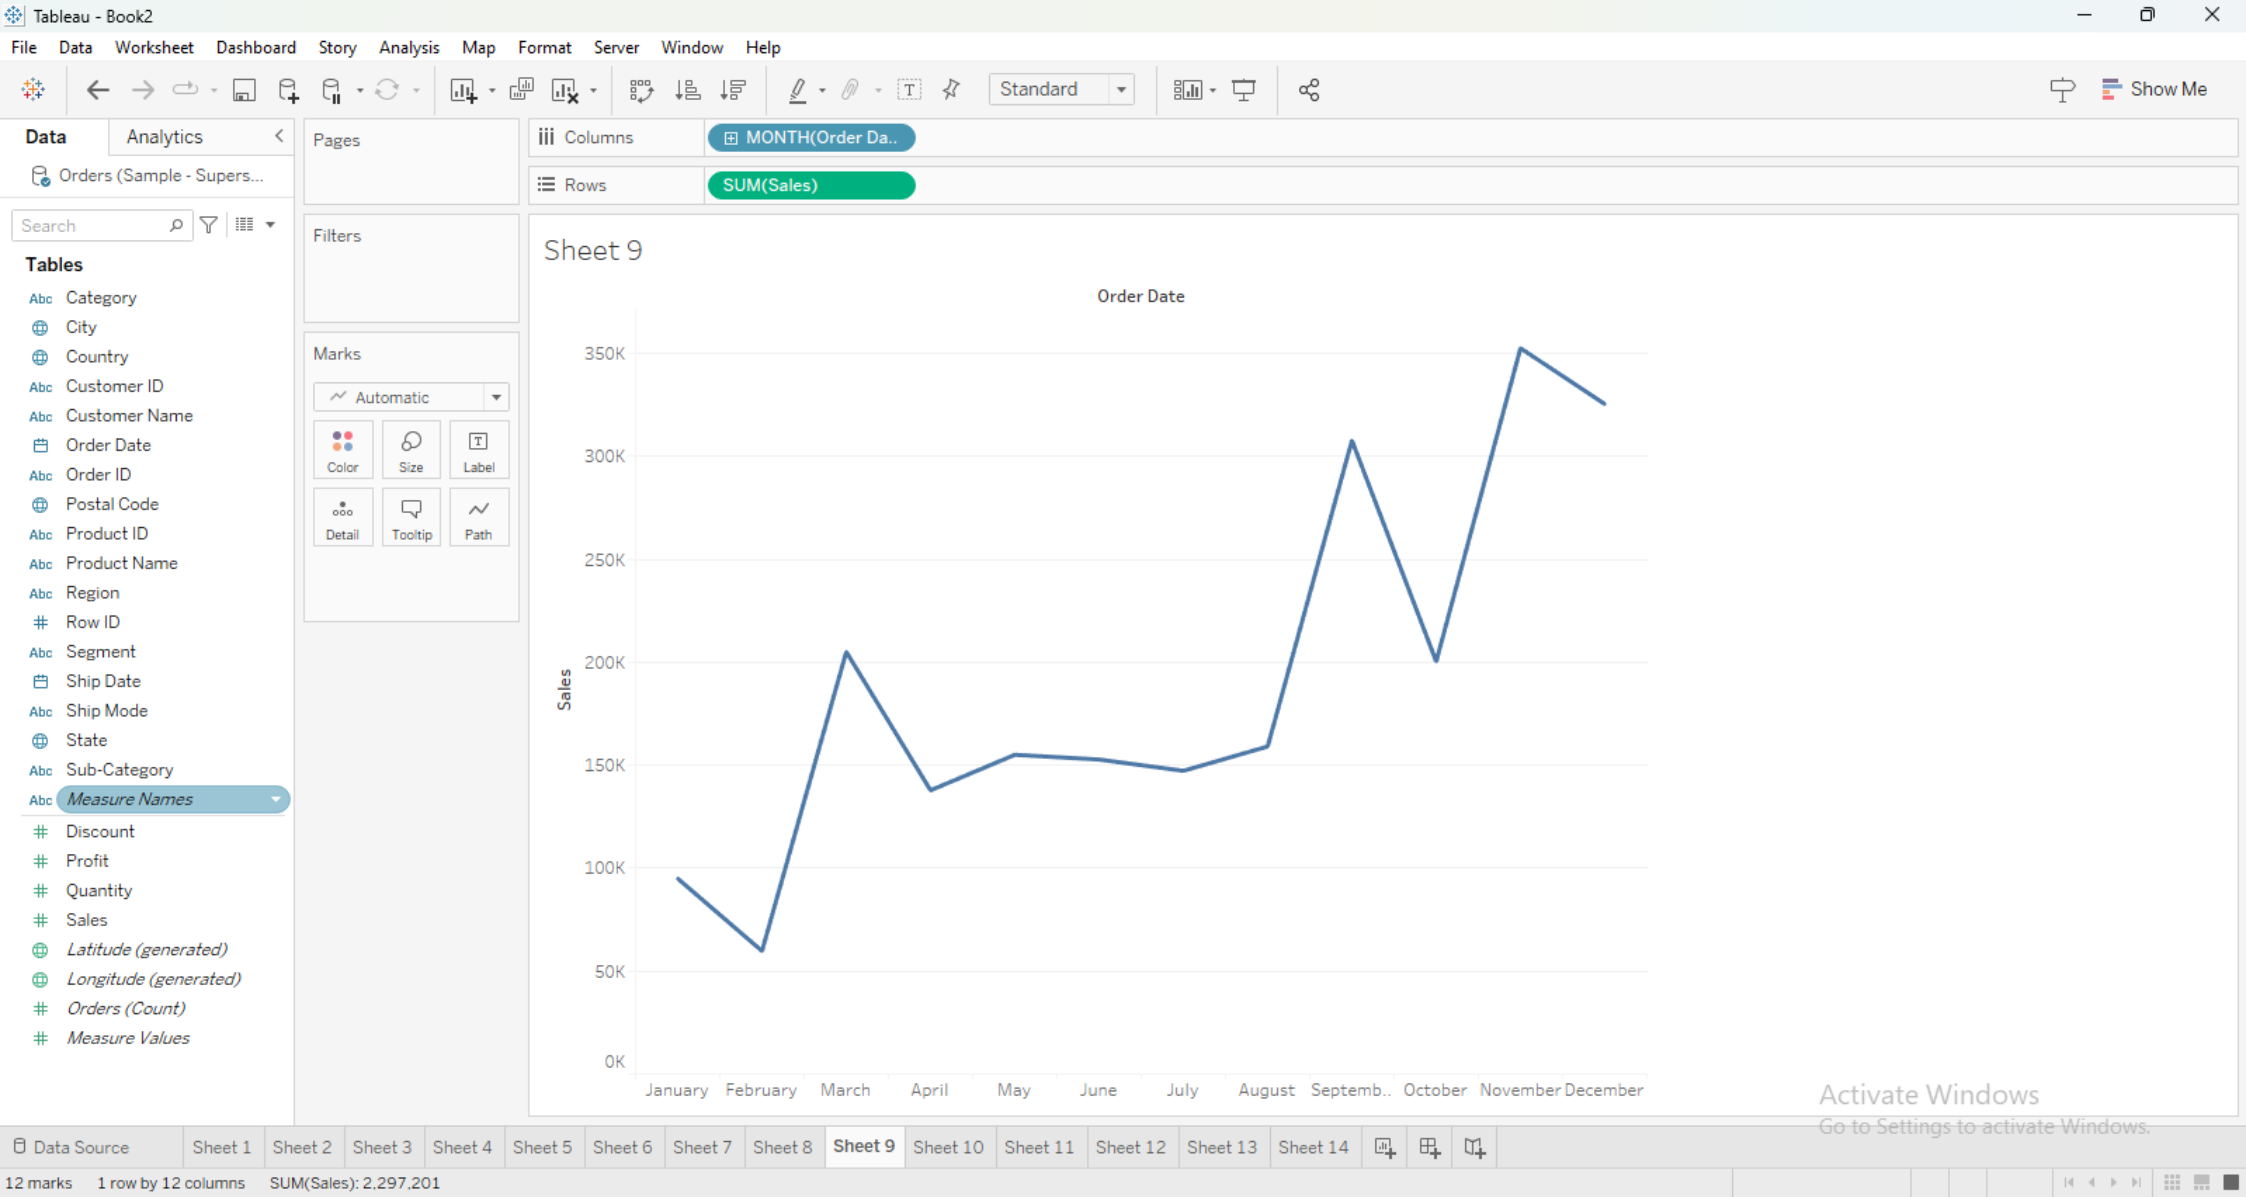 Tableau - Book2
File Data Worksheet Dashboard Story Analysis Map Format Server Window Help
Standard
Show Me
Data Analytics
Orders (Sample - Supers...
Search
Tables
Abc Category
City
Country
Abc Customer ID
Abc Customer Name
Order Date
Abc Order ID
Postal Code
Abc Product ID
Abc Product Name
Abc Region
# Row ID
Abc Segment
Ship Date
Abc Ship Mode
State
Abc Sub-Category
Abc Measure Names
# Discount
# Profit
# Quantity
# Sales
Latitude (generated)
Longitude (generated)
# Orders (Count)
# Measure Values
Pages
Filters
Marks
Automatic
Color Size Label
Detail Tooltip Path
Columns MONTH(Order Da..
Rows SUM(Sales)
Sheet 9
Order Date
350K
300K
250K
200K
150K
100K
50K
0K
Sales
January February March April May June July August Septemb.. October November December
Activate Windows
Go to Settings to activate Windows.
Data Source Sheet 1 Sheet 2 Sheet 3 Sheet 4 Sheet 5 Sheet 6 Sheet 7 Sheet 8 Sheet 9 Sheet 10 Sheet 11 Sheet 12 Sheet 13 Sheet 14
12 marks 1 row by 12 columns SUM(Sales): 2,297,201